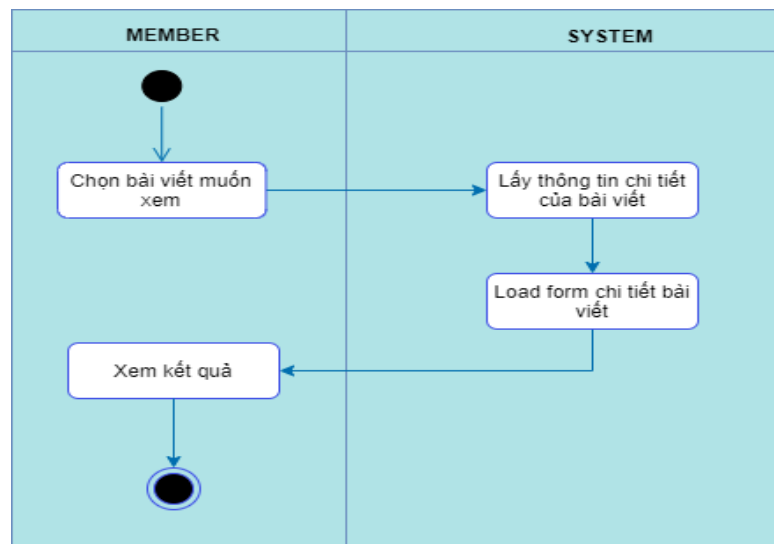 MEMBER
SYSTEM
Chọn bài viết muốn
xem
Lấy thông tin chi tiết
của bài viết
Load form chi tiết bài
viết
Xem kết quả